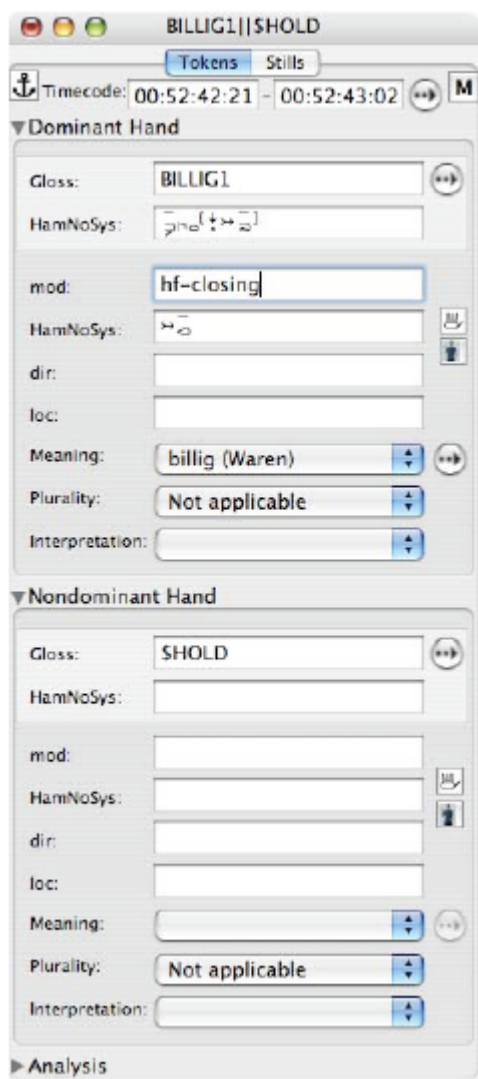 BILLIG1||$HOLD
Tokens Stills
Timecode: 00:52:42:21 - 00:52:43:02 M
Dominant Hand
Gloss: BILLIG1
HamNoSys:
mod: hf-closing
HamNoSys:
dir:
loc:
Meaning: billig (Waren)
Plurality: Not applicable
Interpretation:
Nondominant Hand
Gloss: $HOLD
HamNoSys:
mod:
HamNoSys:
dir:
loc:
Meaning:
Plurality: Not applicable
Interpretation:
Analysis